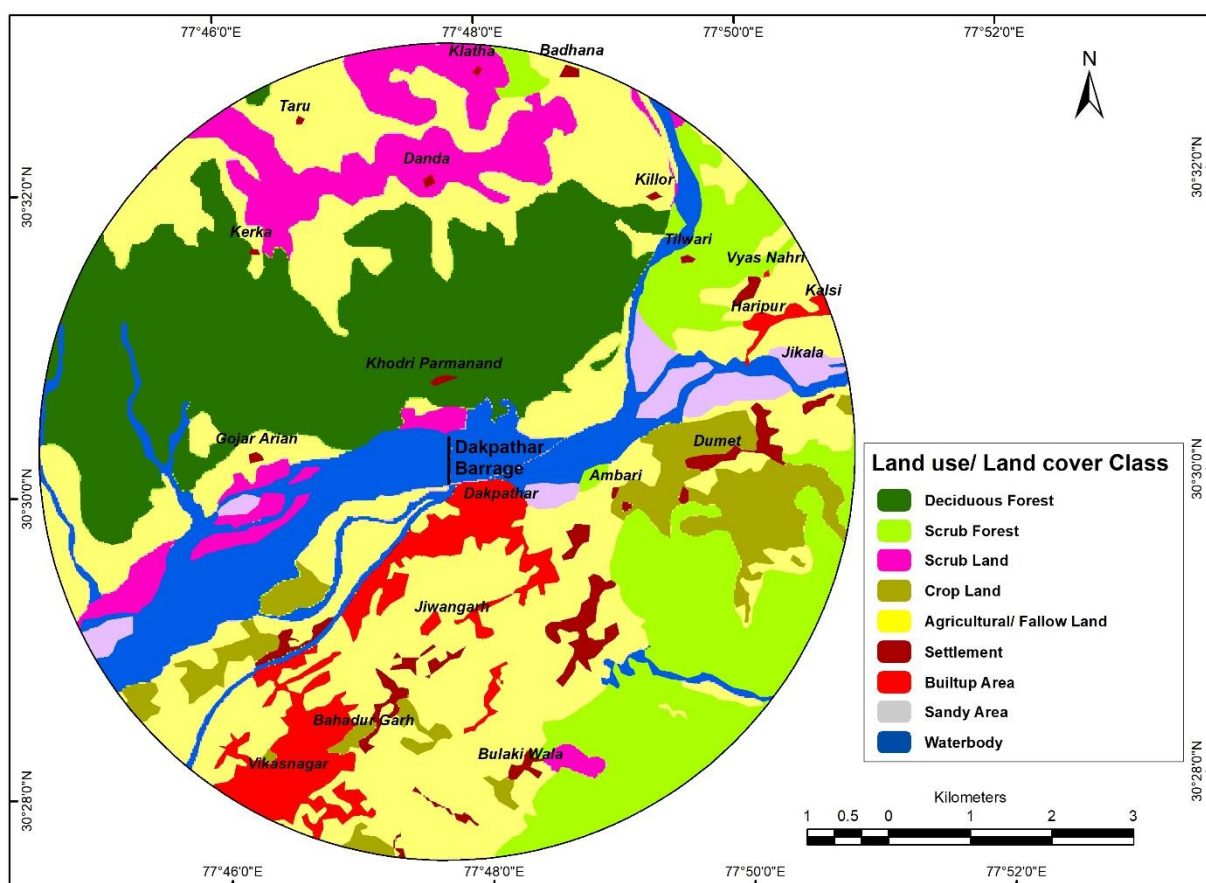 77°46'0"E
77°48'0"E
77°50'0"E
77°52'0"E
N
Klatha
Badhana
Taru
Danda
Killor
30°32'0"N
30°32'0"N
Kerka
Tilwari
Vyas Nahri
Kalsi
Haripur
Jikala
Khodri Parmanand
Gojar Arian
Dakpathar
Barrage
Dumet
Ambari
Dakpathar
30°30'0"N
30°30'0"N
Jiwangarh
Bahadur Garh
Vikasnagar
Bulaki Wala
30°28'0"N
30°28'0"N
Land use/ Land cover Class
Deciduous Forest
Scrub Forest
Scrub Land
Crop Land
Agricultural/ Fallow Land
Settlement
Builtup Area
Sandy Area
Waterbody
Kilometers
1 0.5 0 1 2 3
77°46'0"E
77°48'0"E
77°50'0"E
77°52'0"E